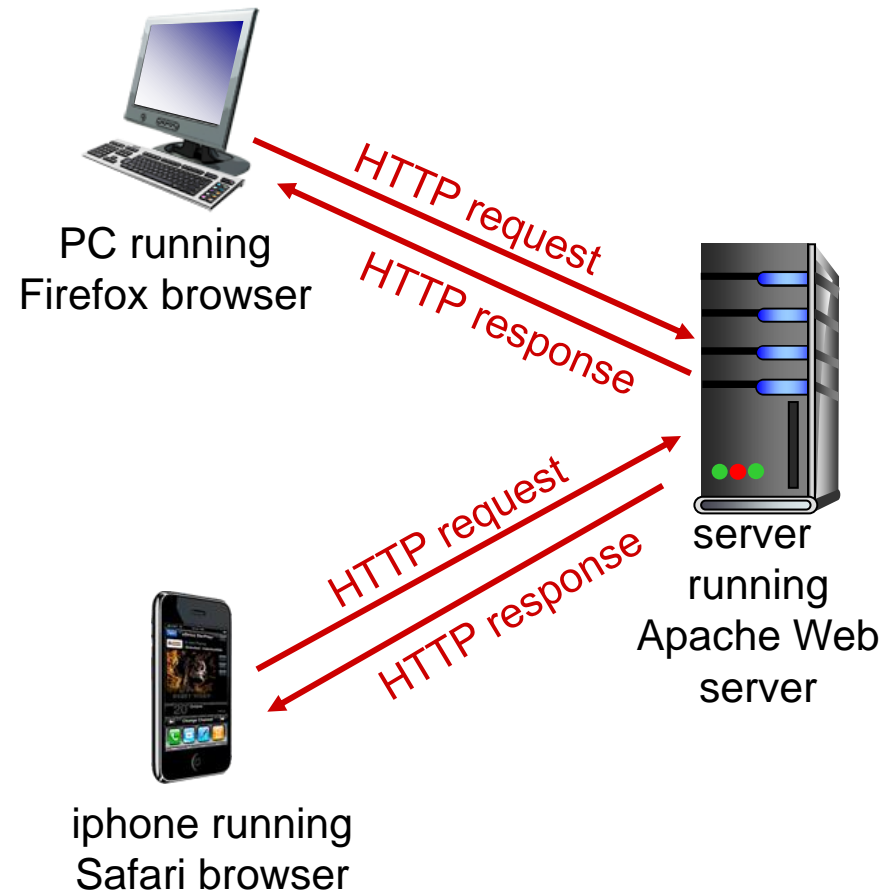 HTTP request
HTTP response
PC running
Firefox browser
HTTP request
HTTP response
server
running
Apache Web
server
iphone running
Safari browser